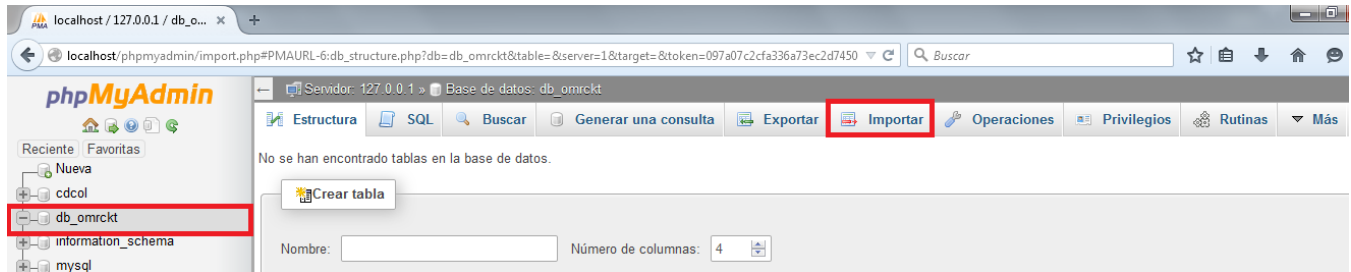 localhost / 127.0.0.1 / db_o...
localhost/phpmyadmin/import.php#PMAURL-6:db_structure.php?db=db_omrckt&table=&server=1&target=&token=097a07c2cfa336a73ec2d7450
Buscar
phpMyAdmin
Reciente Favoritas
Nueva
cdcol
db_omrckt
information_schema
mysql
Servidor: 127.0.0.1 » Base de datos: db_omrckt
Estructura SQL Buscar Generar una consulta Exportar Importar Operaciones Privilegios Rutinas Más
No se han encontrado tablas en la base de datos.
Crear tabla
Nombre: Número de columnas: 4